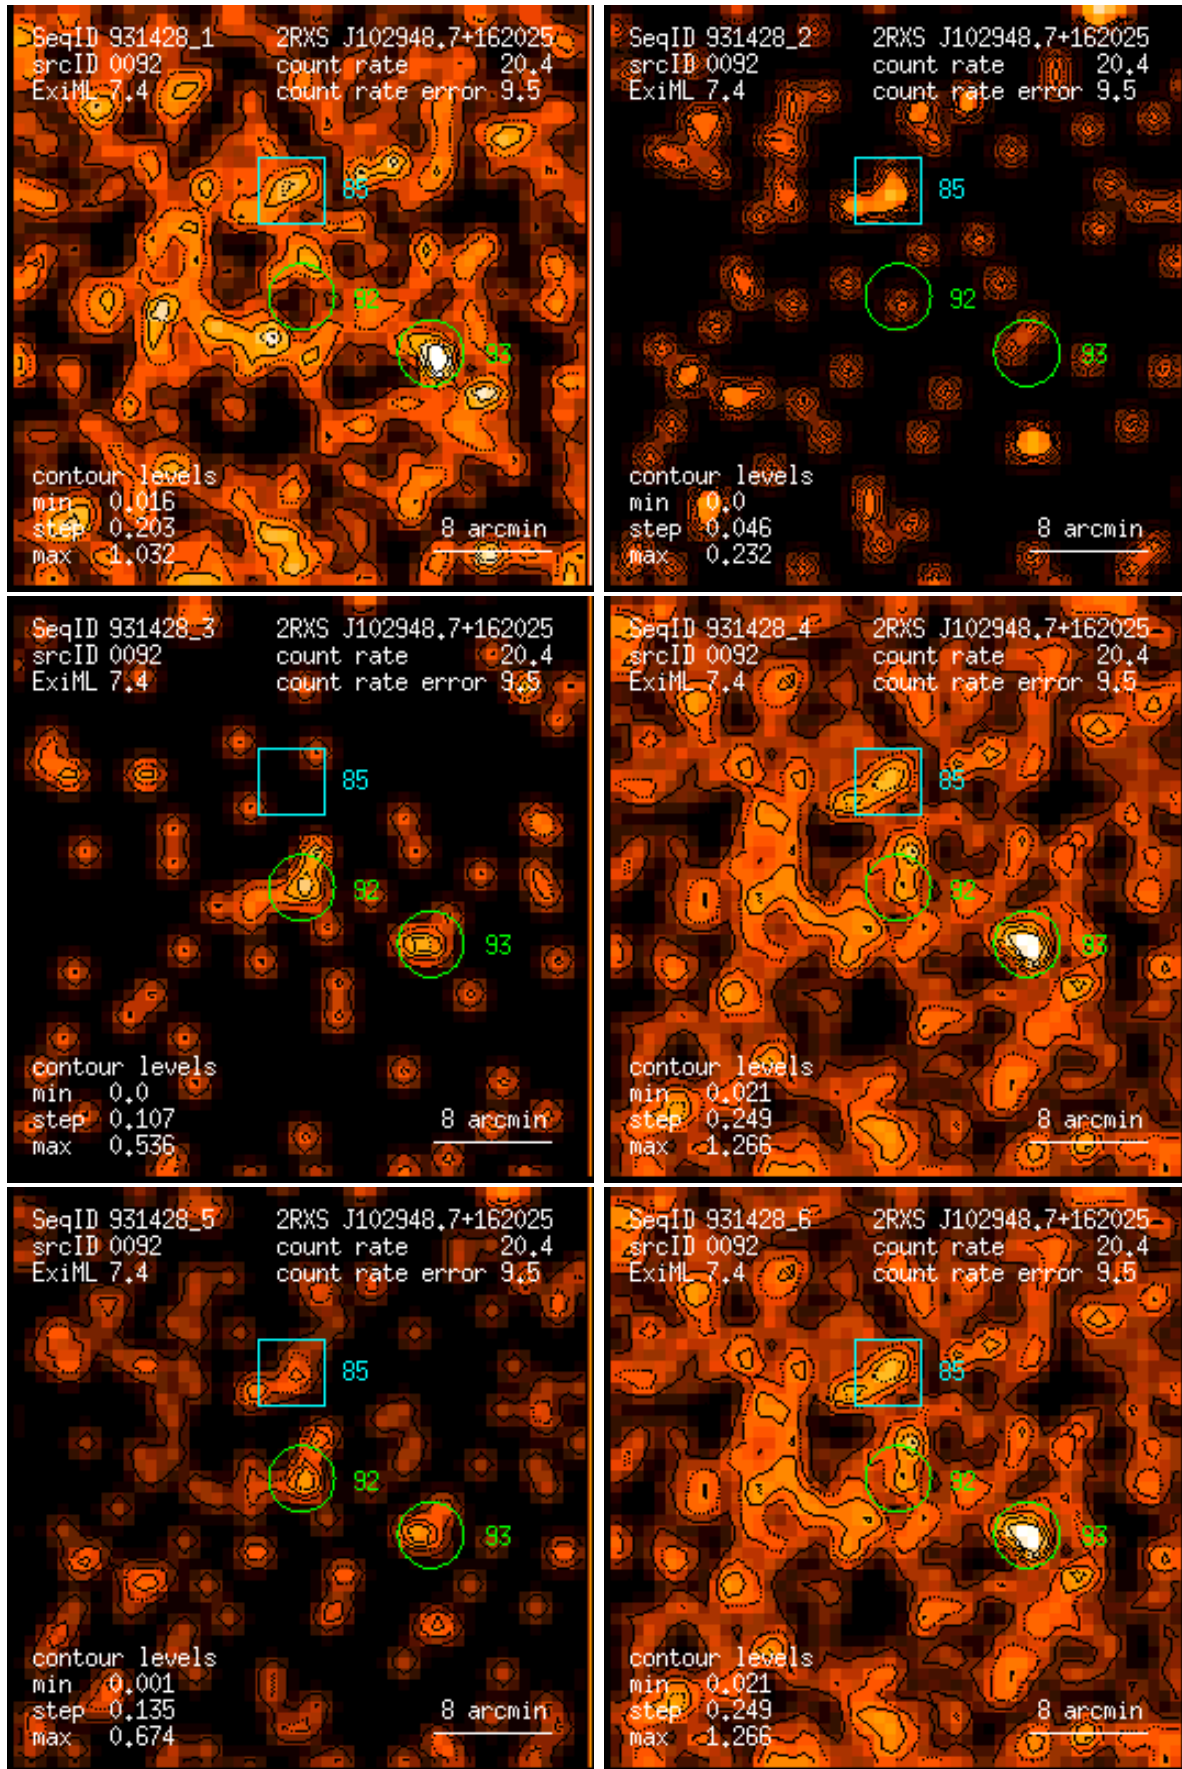 SeqID 931428_1 2RXS J102948.7+162025
srcID 0092 count rate 20.4
ExiML 7.4 count rate error 9.5
85
92
93
contour levels
min 0.016
step 0.203 8 arcmin
max 1.032
SeqID 931428_2 2RXS J102948.7+162025
srcID 0092 count rate 20.4
ExiML 7.4 count rate error 9.5
85
92
93
contour levels
min 0.0
step 0.046 8 arcmin
max 0.232
SeqID 931428_3 2RXS J102948.7+162025
srcID 0092 count rate 20.4
ExiML 7.4 count rate error 9.5
85
92
93
contour levels
min 0.0
step 0.107 8 arcmin
max 0.536
SeqID 931428_4 2RXS J102948.7+162025
srcID 0092 count rate 20.4
ExiML 7.4 count rate error 9.5
85
92
93
contour levels
min 0.021
step 0.249 8 arcmin
max 1.266
SeqID 931428_5 2RXS J102948.7+162025
srcID 0092 count rate 20.4
ExiML 7.4 count rate error 9.5
85
92
93
contour levels
min 0.001
step 0.135 8 arcmin
max 0.674
SeqID 931428_6 2RXS J102948.7+162025
srcID 0092 count rate 20.4
ExiML 7.4 count rate error 9.5
85
92
93
contour levels
min 0.021
step 0.249 8 arcmin
max 1.266